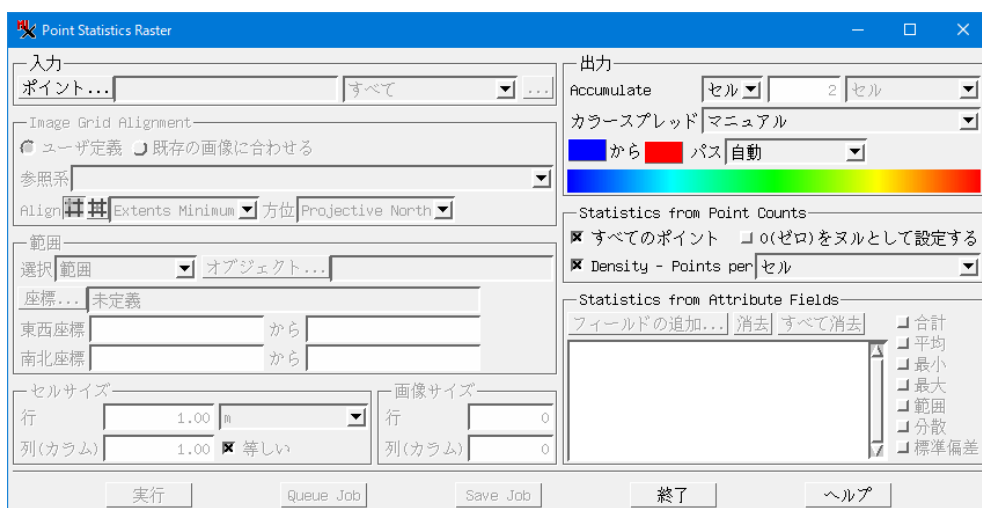 Point Statistics Raster
入力
ポイント... すべて ...
Image Grid Alignment
ユーザ定義 既存の画像に合わせる
参照系
Align Extents Minimum 方位 Projective North
範囲
選択 範囲 オブジェクト...
座標... 未定義
東西座標 から
南北座標 から
セルサイズ
行 1.00 m
列(カラム) 1.00 等しい
画像サイズ
行 0
列(カラム) 0
出力
Accumulate セル 2 セル
カラースプレッド マニュアル
から パス 自動
Statistics from Point Counts
すべてのポイント 0(ゼロ)をヌルとして設定する
Density - Points per セル
Statistics from Attribute Fields
フィールドの追加... 消去 すべて消去
合計
平均
最小
最大
範囲
分散
標準偏差
実行 Queue Job Save Job 終了 ヘルプ